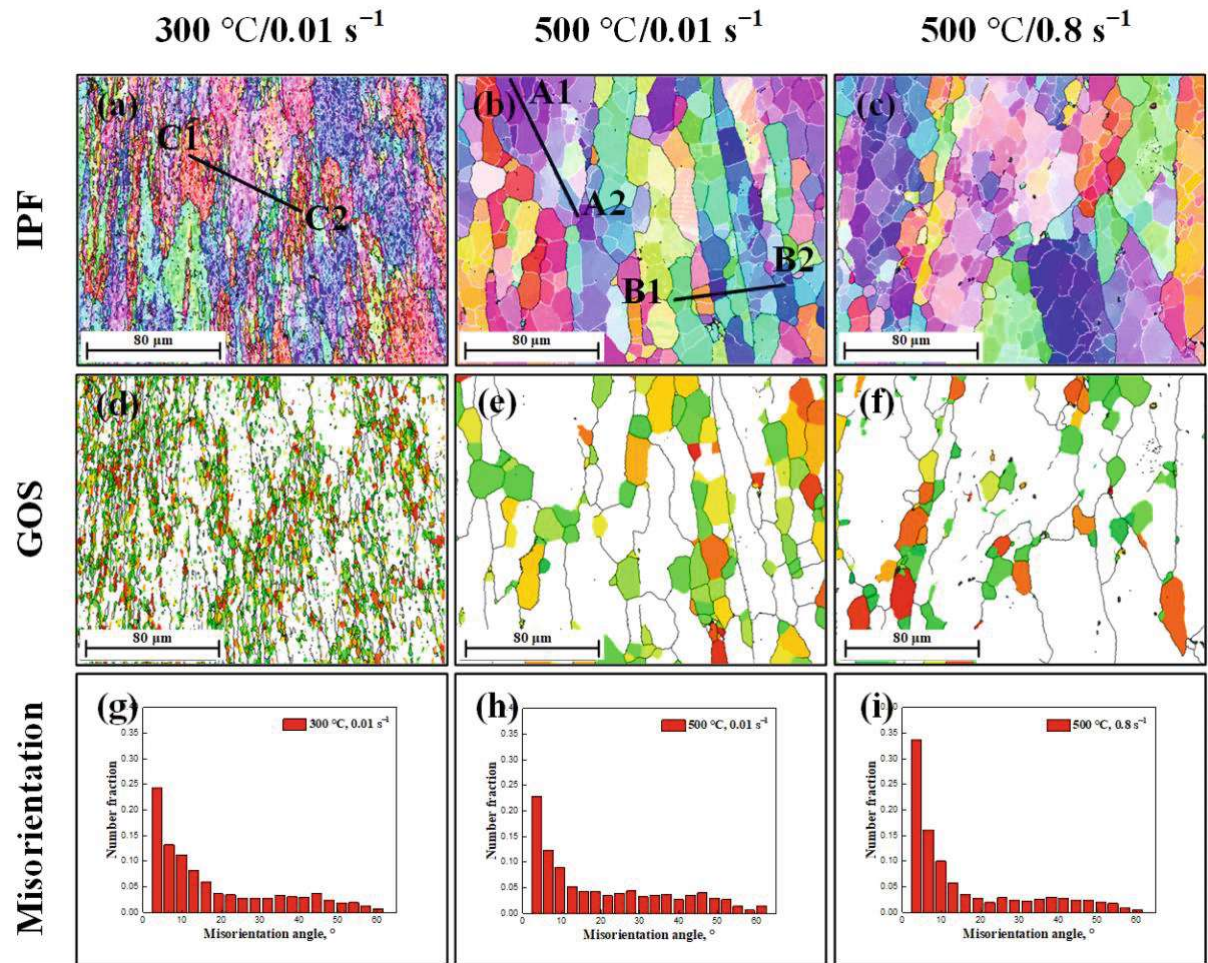 300 °C/0.01 s⁻¹ 500 °C/0.01 s⁻¹ 500 °C/0.8 s⁻¹
IPF
(a)
C1
C2
80 μm
(b)
A1
A2
B1
B2
80 μm
(c)
80 μm
GOS
(d)
80 μm
(e)
80 μm
(f)
80 μm
Misorientation
(g)
300 °C, 0.01 s⁻¹
Number fraction
0.35
0.30
0.25
0.20
0.15
0.10
0.05
0.00
0 10 20 30 40 50 60
Misorientation angle, °
(h)
500 °C, 0.01 s⁻¹
Number fraction
0.40
0.35
0.30
0.25
0.20
0.15
0.10
0.05
0.00
0 10 20 30 40 50 60
Misorientation angle, °
(i)
500 °C, 0.8 s⁻¹
Number fraction
0.40
0.35
0.30
0.25
0.20
0.15
0.10
0.05
0.00
0 10 20 30 40 50 60
Misorientation angle, °